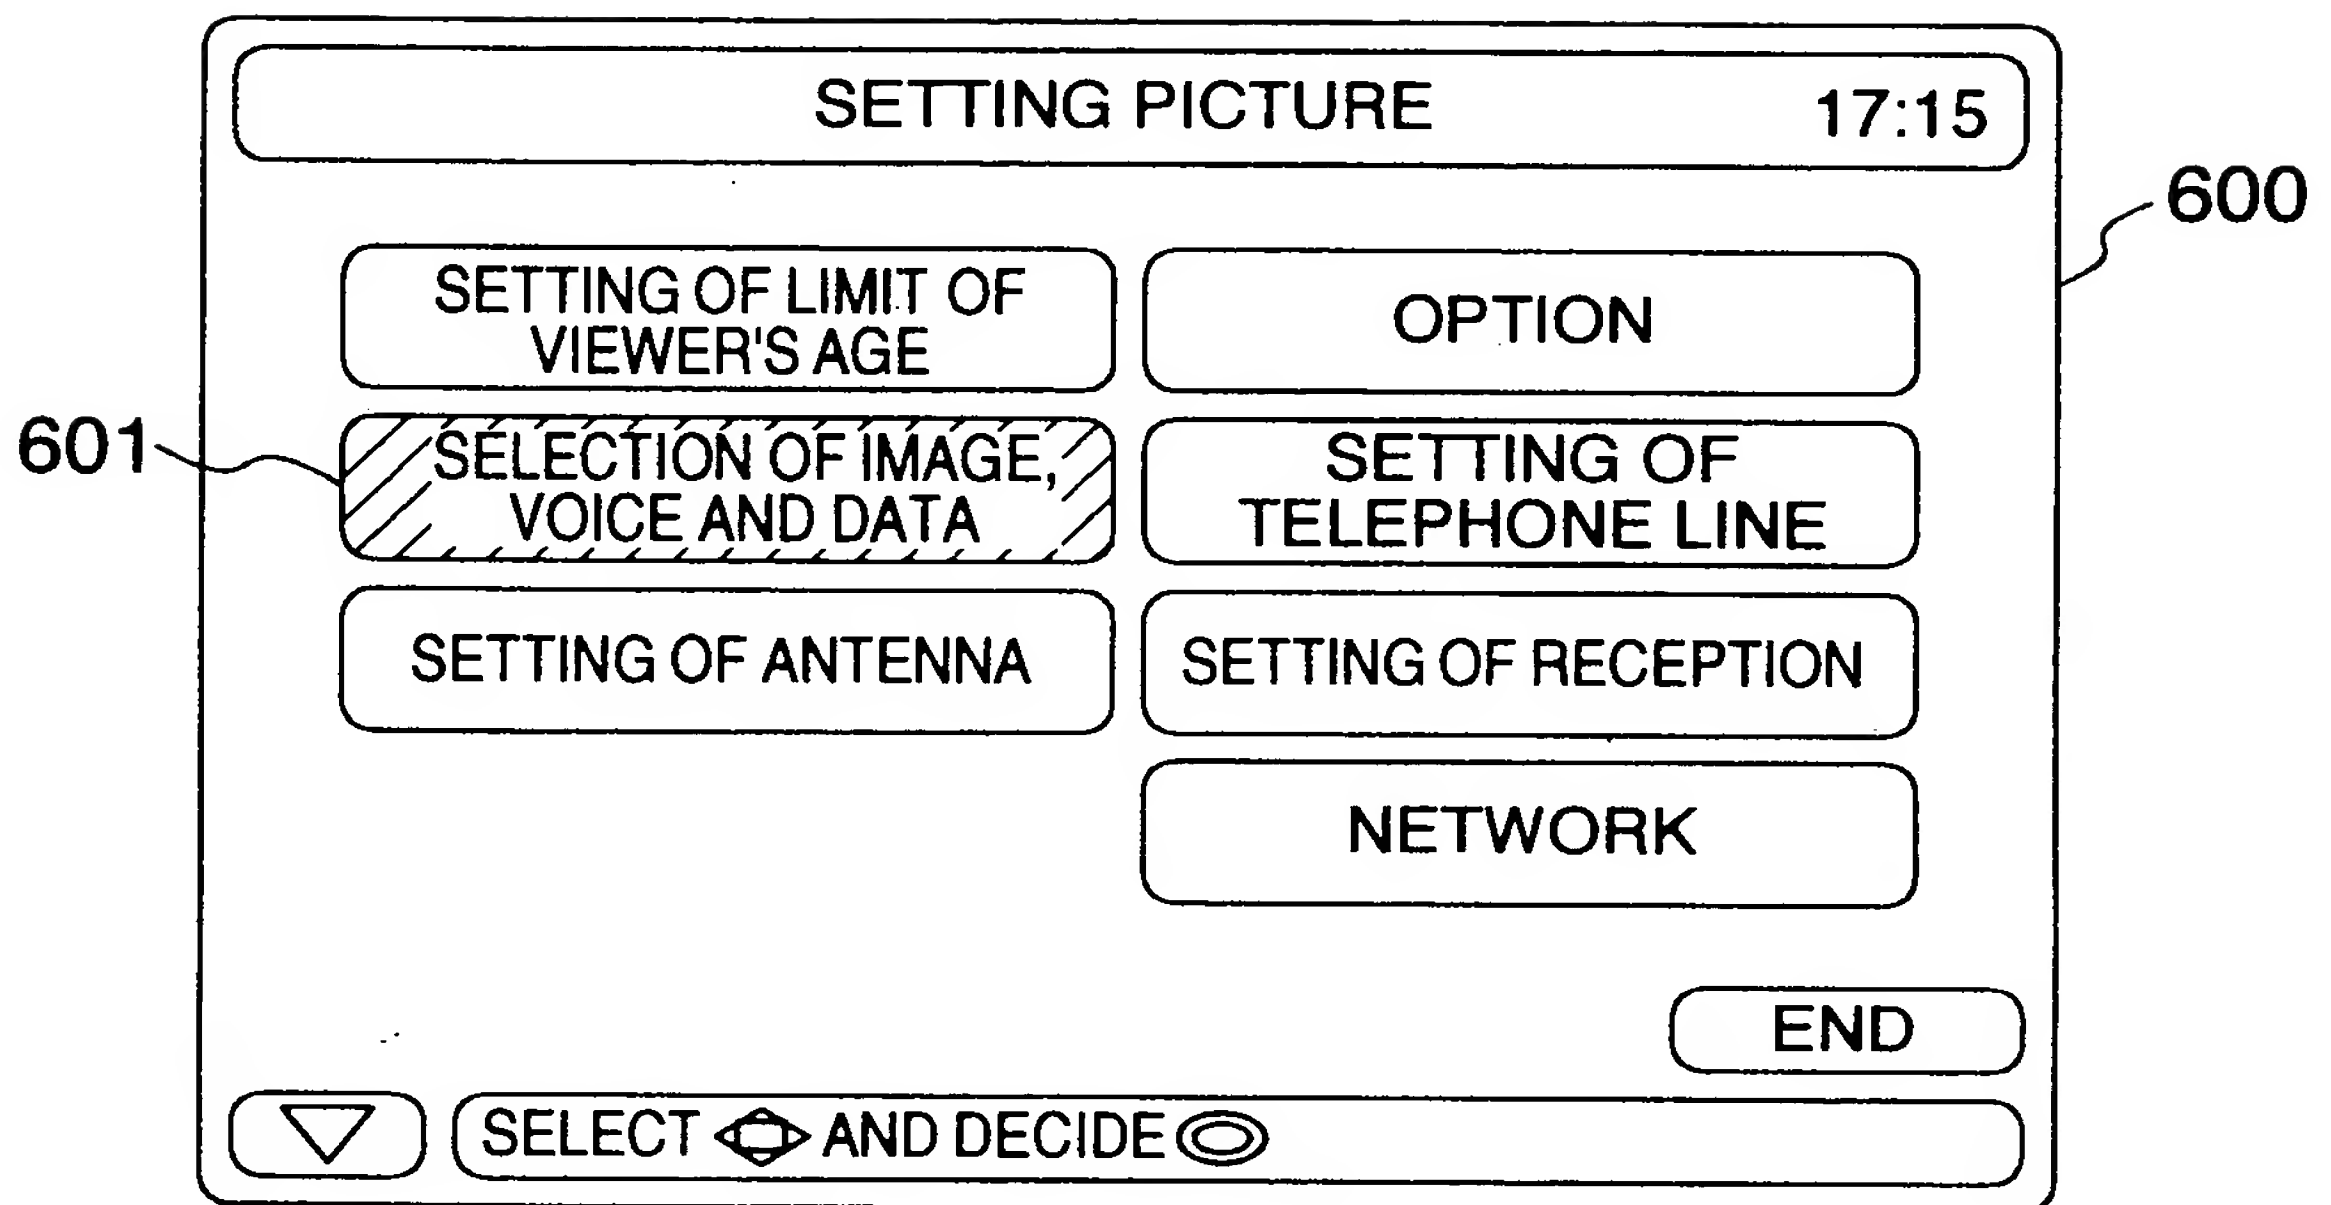 SETTING PICTURE 17:15
600
SETTING OF LIMIT OF
VIEWER'S AGE
OPTION
601
SELECTION OF IMAGE,
VOICE AND DATA
SETTING OF
TELEPHONE LINE
SETTING OF ANTENNA
SETTING OF RECEPTION
NETWORK
END
SELECT AND DECIDE